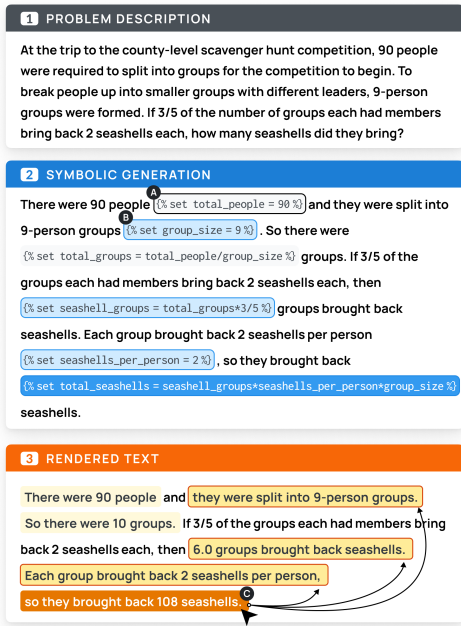 1 PROBLEM DESCRIPTION
At the trip to the county-level scavenger hunt competition, 90 people
were required to split into groups for the competition to begin. To
break people up into smaller groups with different leaders, 9-person
groups were formed. If 3/5 of the number of groups each had members
bring back 2 seashells each, how many seashells did they bring?
2 SYMBOLIC GENERATION
A
There were 90 people {% set total_people = 90 %} and they were split into
B
9-person groups {% set group_size = 9 %} . So there were
{% set total_groups = total_people/group_size %} groups. If 3/5 of the
groups each had members bring back 2 seashells each, then
{% set seashell_groups = total_groups*3/5 %} groups brought back
seashells. Each group brought back 2 seashells per person
{% set seashells_per_person = 2 %} , so they brought back
{% set total_seashells = seashell_groups*seashells_per_person*group_size %}
seashells.
3 RENDERED TEXT
There were 90 people and they were split into 9-person groups.
So there were 10 groups. If 3/5 of the groups each had members bring
back 2 seashells each, then 6.0 groups brought back seashells.
Each group brought back 2 seashells per person,
so they brought back 108 seashells. C